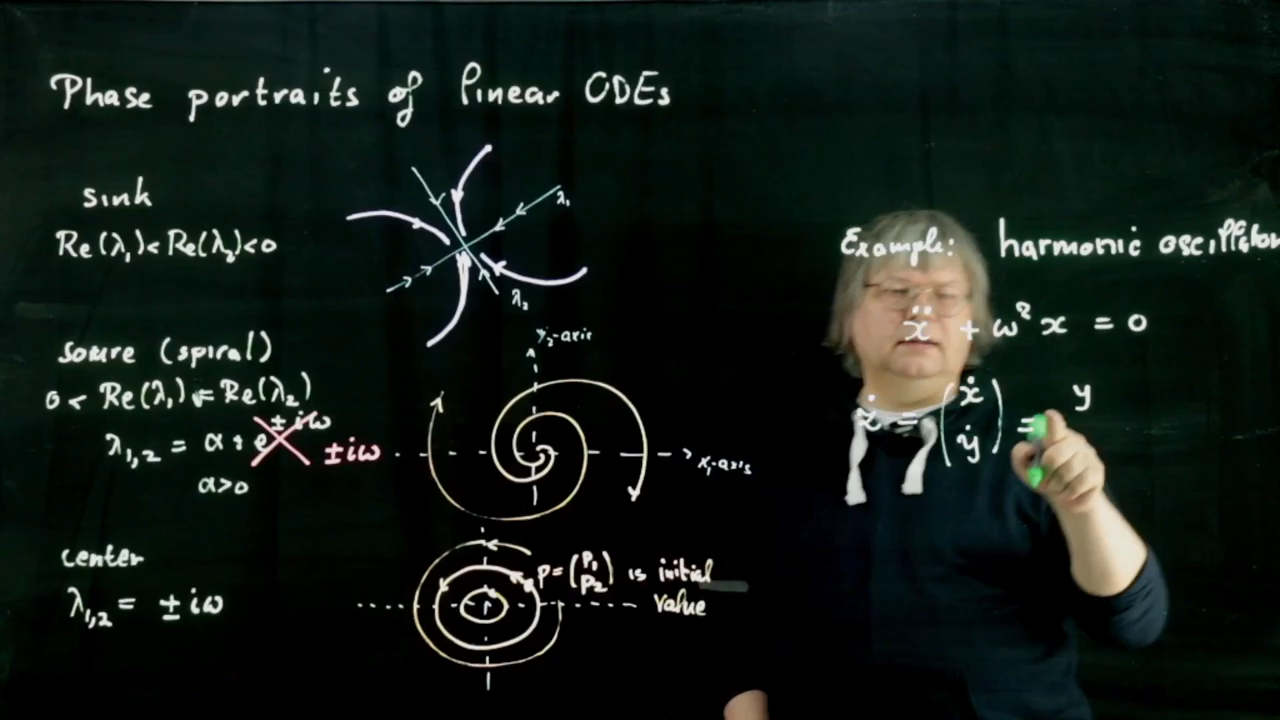 Phase portraits of linear ODEs
sink
Re(λ₁) < Re(λ₂) < 0
λ₁
λ₂
sourse (spiral)
0 < Re(λ₁) = Re(λ₂)
λ₁,₂ = α + e^{±iω} ±iω
α>0
x₂-axis
x₁-axis
center
λ₁,₂ = ±iω
p = (p₁ p₂) is initial
value
Example: harmonic oscillator
ẍ + ω²x = 0
ẋ = (ẋ ẏ) = y